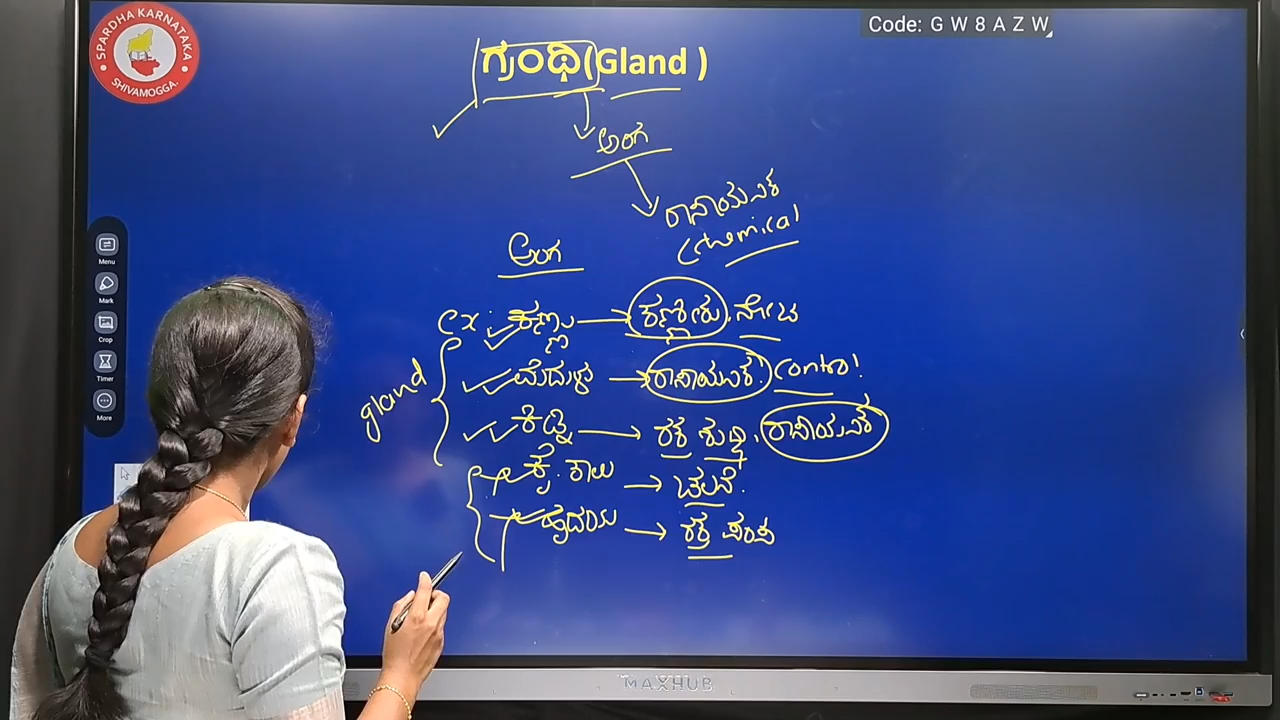 SPARDHA KARNATAKA
SHIVAMOGGA.
Code: G W 8 A Z W
ಗ್ರಂಥಿ(Gland )
ಅಂಗ
ರಾಸಾಯನಿಕ
Chemical
ಅಂಗ
Ex: ಕಣ್ಣು → ಕಣ್ಣೀರು, ನೋಟ
gland
ಮೆದುಳು → ರಾಸಾಯನಿಕ, Control
ಕಿಡ್ನಿ → ರಕ್ತ ಶುದ್ಧಿ, ರಾಸಾಯನಿಕ
ಕೈ. ಕಾಲು → ಚಲನೆ.
ಹೃದಯ → ರಕ್ತ ಪಂಪ
Menu
Mark
Crop
Timer
More
MAXHUB